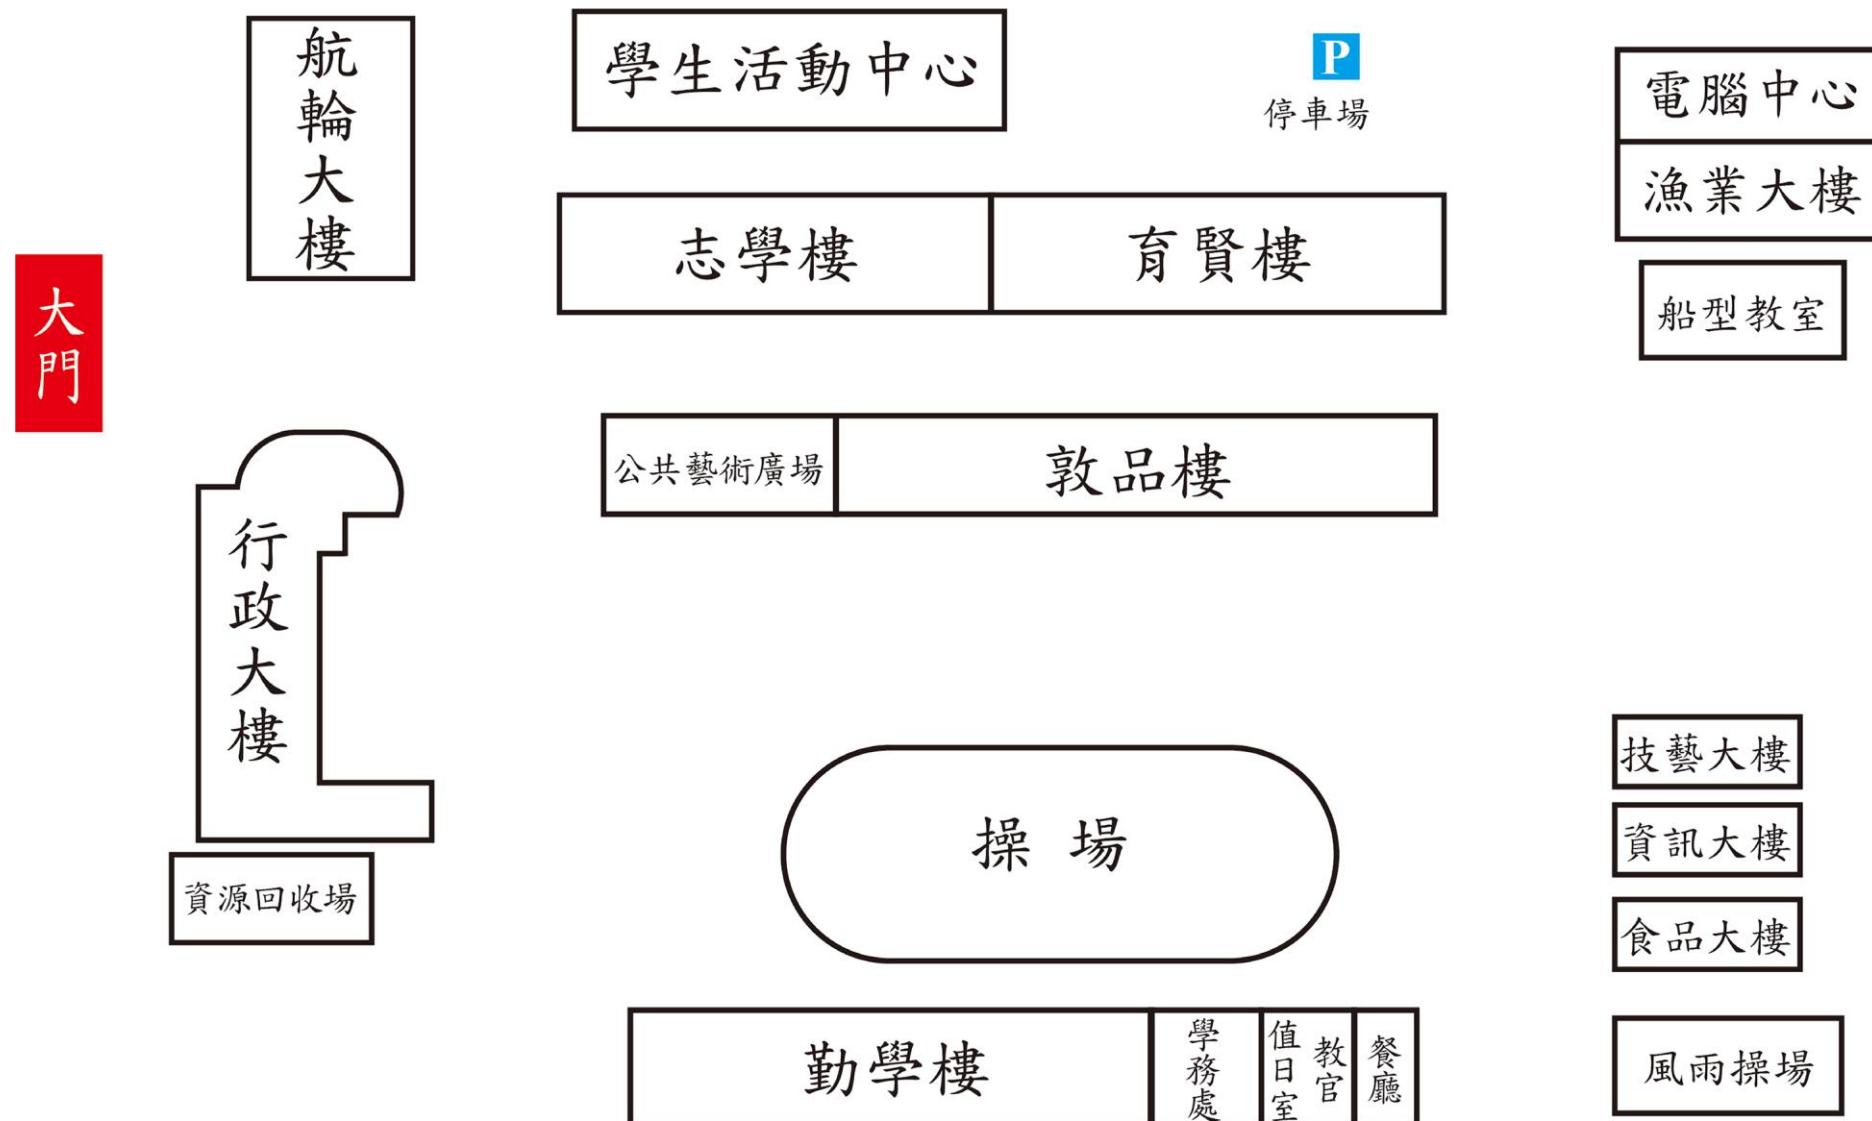 航輪大樓
學生活動中心
P
停車場
電腦中心
漁業大樓
志學樓
育賢樓
船型教室
大門
公共藝術廣場
敦品樓
行政大樓
技藝大樓
操場
資訊大樓
資源回收場
食品大樓
勤學樓
學務處
教官
值日室
餐廳
風雨操場